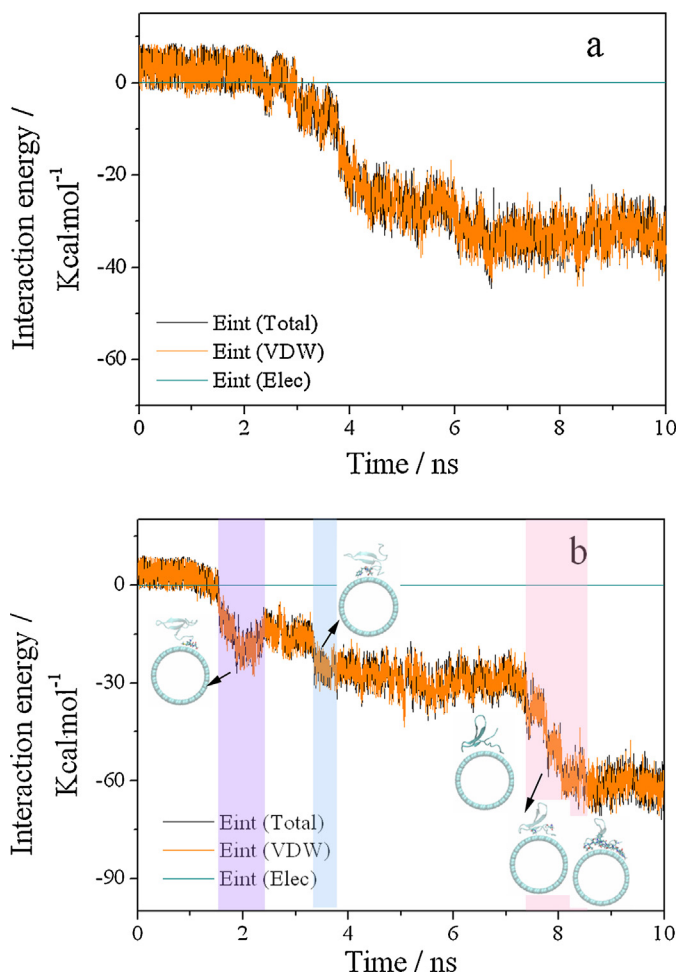 a
Interaction energy /
Kcal·mol⁻¹
0
-20
-40
-60
Eint (Total)
Eint (VDW)
Eint (Elec)
0 2 4 6 8 10
Time / ns
b
Interaction energy /
Kcal·mol⁻¹
0
-30
-60
-90
Eint (Total)
Eint (VDW)
Eint (Elec)
0 2 4 6 8 10
Time / ns